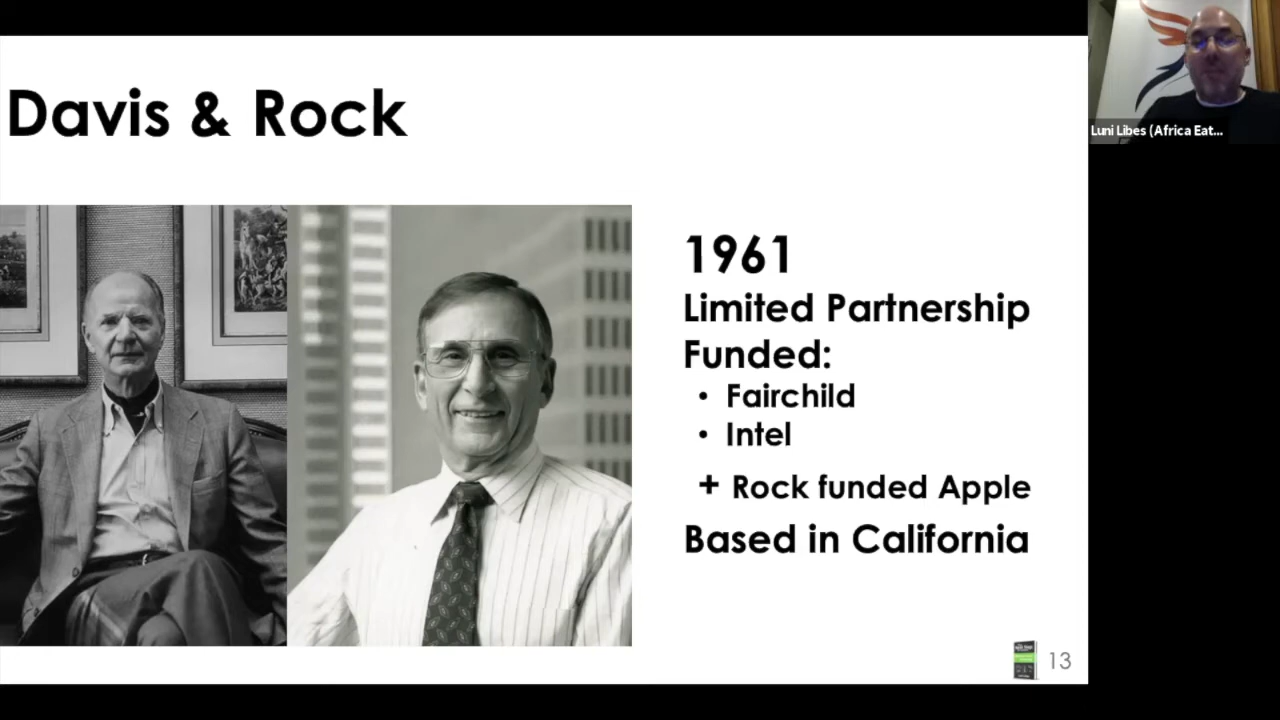 Davis & Rock
1961
Limited Partnership
Funded:
• Fairchild
• Intel
+ Rock funded Apple
Based in California
13
Luni Libes (Africa Eat...